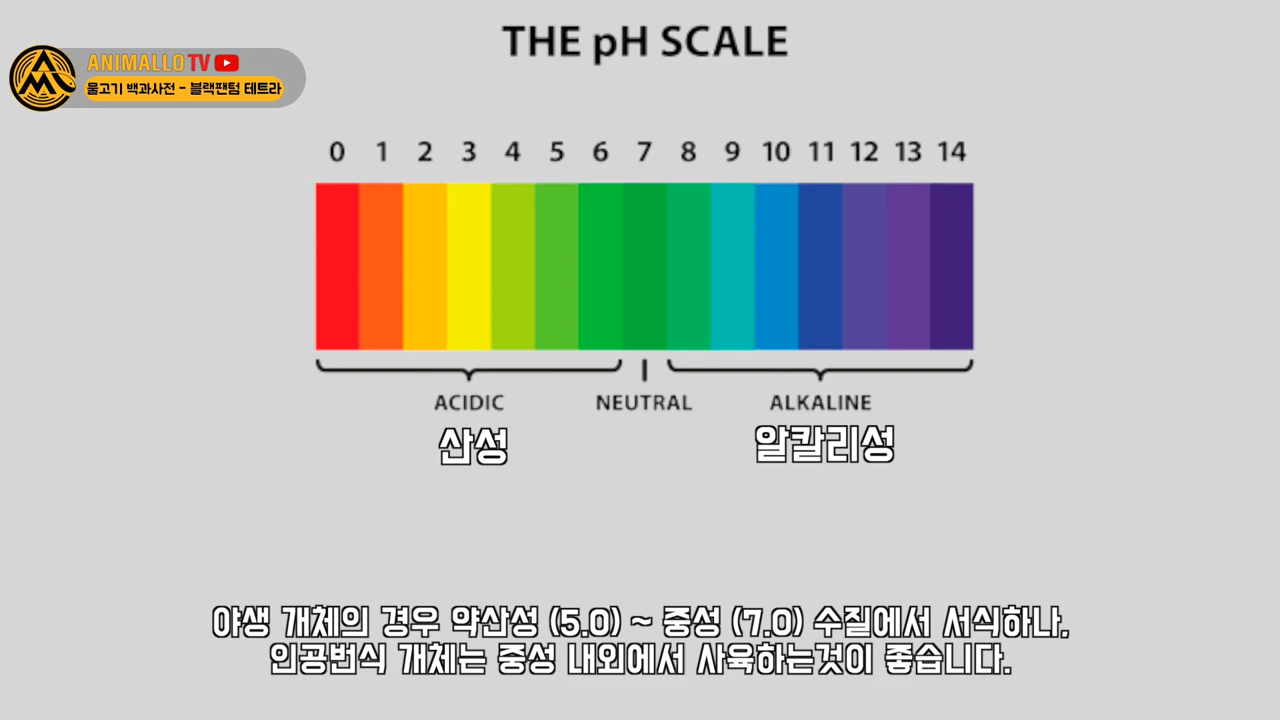 THE pH SCALE
ANIMALLO TV
물고기 백과사전 - 블랙팬텀 테트라
0 1 2 3 4 5 6 7 8 9 10 11 12 13 14
ACIDIC NEUTRAL ALKALINE
산성 알칼리성
야생 개체의 경우 약산성 (5.0) ~ 중성 (7.0) 수질에서 서식하나,
인공번식 개체는 중성 내외에서 사육하는것이 좋습니다.